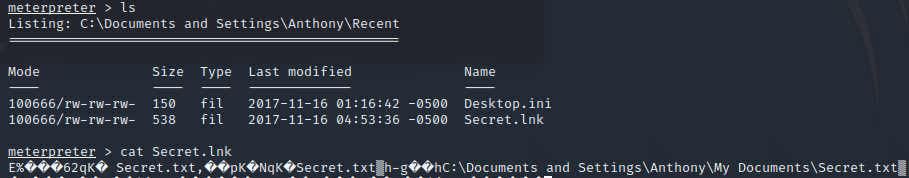 meterpreter > ls
Listing: C:\Documents and Settings\Anthony\Recent
=================================================
Mode Size Type Last modified Name
---- ---- ---- ------------- ----
100666/rw-rw-rw- 150 fil 2017-11-16 01:16:42 -0500 Desktop.ini
100666/rw-rw-rw- 538 fil 2017-11-16 04:53:36 -0500 Secret.lnk
meterpreter > cat Secret.lnk
E%���62qK� Secret.txt,��pK�NqK�Secret.txt▒h-g��hC:\Documents and Settings\Anthony\My Documents\Secret.txt▒